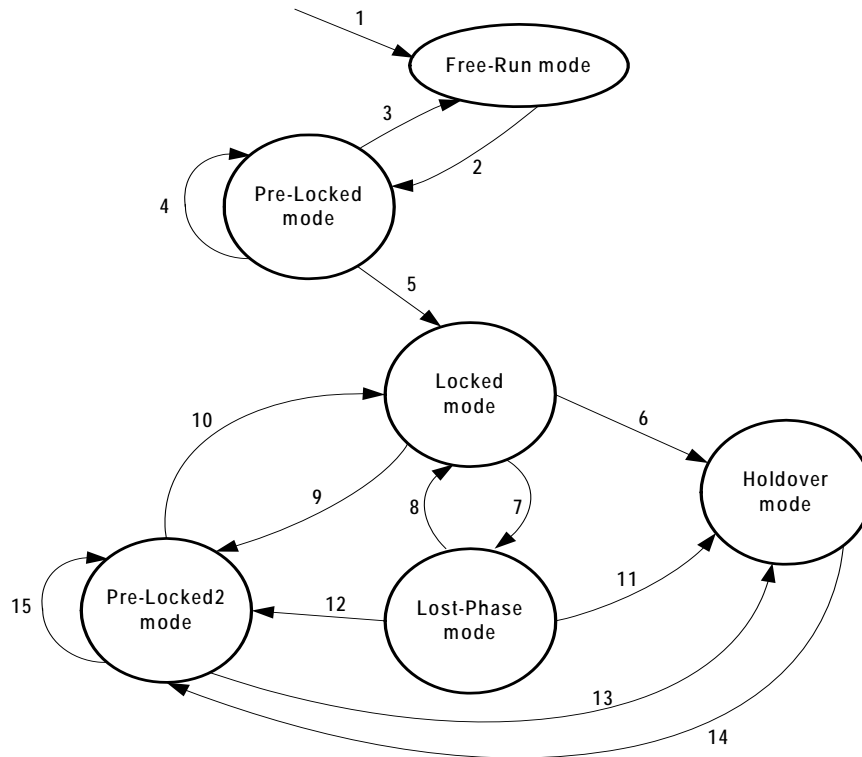 1
Free-Run mode
3
2
Pre-Locked
mode
4
5
Locked
mode
10
6
Holdover
mode
9
8
7
11
Pre-Locked2
mode
15
12
Lost-Phase
mode
13
14